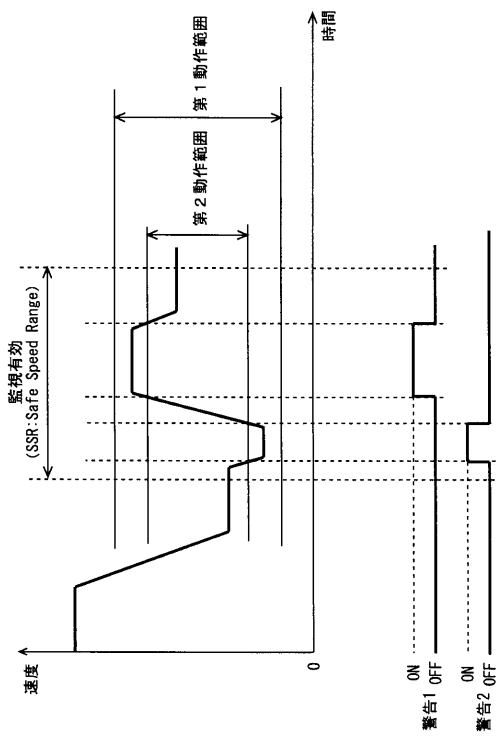 速度
監視有効
(SSR:Safe Speed Range)
第2動作範囲
第1動作範囲
0
時間
警告1
ON
OFF
警告2
ON
OFF